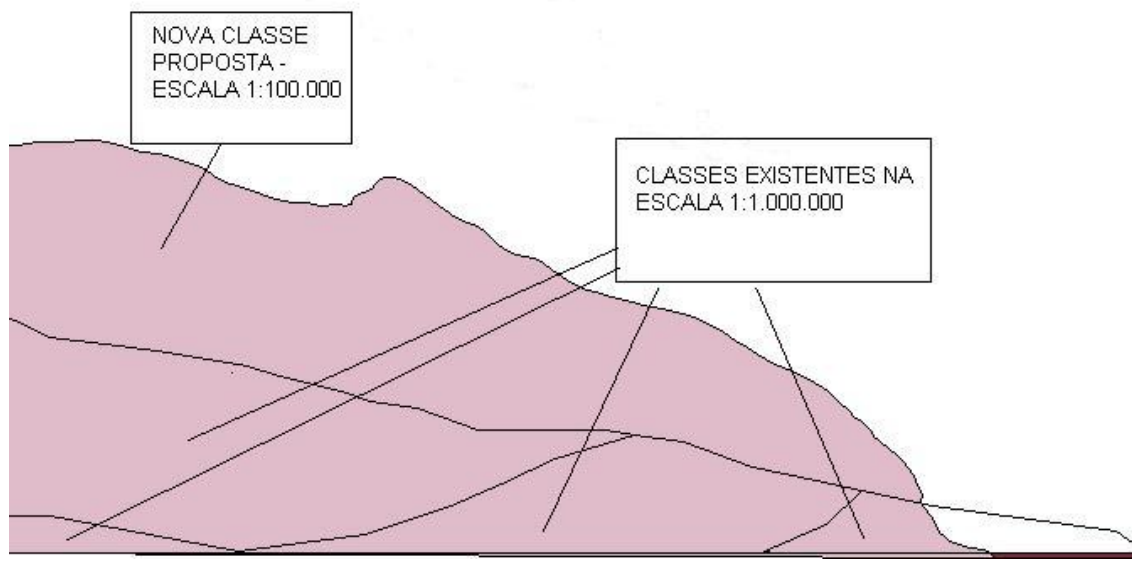 NOVA CLASSE
PROPOSTA -
ESCALA 1:100.000
CLASSES EXISTENTES NA
ESCALA 1:1.000.000